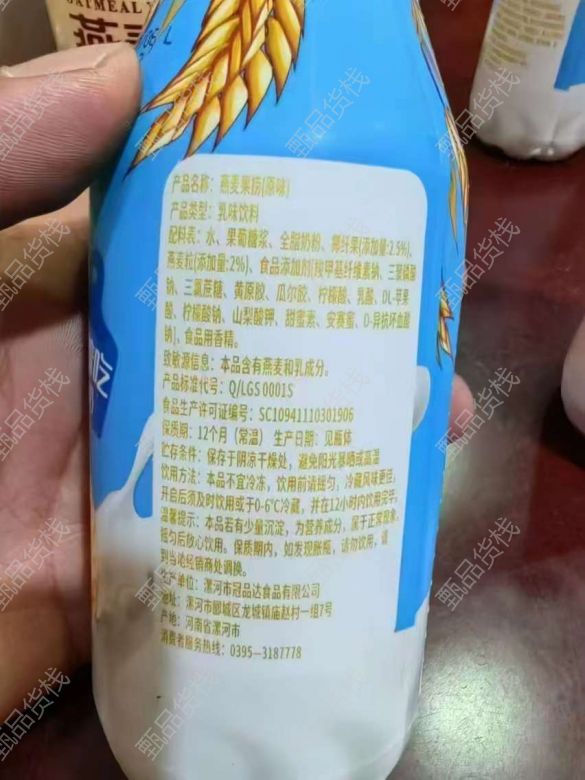 OATMEAL
燕麦
产品名称：燕麦果捞(原味)
产品类型：乳味饮料
配料表：水、果葡糖浆、全脂奶粉、椰纤果(添加量:2.5%)、
燕麦粒(添加量:2%)、食品添加剂[羧甲基纤维素钠、三聚磷酸
钠、三氯蔗糖、黄原胶、瓜尔胶、柠檬酸、乳酸、DL-苹果
酸、柠檬酸钠、山梨酸钾、甜蜜素、安赛蜜、D-异抗坏血酸
钠]，食品用香精。
致敏源信息：本品含有燕麦和乳成分。
产品标准代号：Q/LGS 0001S
食品生产许可证编号：SC10941110301906
保质期：12个月（常温）生产日期：见瓶体
贮存条件：保存于阴凉干燥处，避免阳光暴晒或高温
饮用方法：本品不宜冷冻，饮用前请摇匀，冷藏风味更佳，
开启后须及时饮用或于0-6℃冷藏，并在12小时内饮用完毕。
温馨提示：本品若有少量沉淀，为营养成分，属于正常现象，
摇匀后放心饮用。保质期内，如发现胀瓶，请勿饮用，请
到当地经销商处调换。
生产单位：漯河市冠品达食品有限公司
地址：漯河市郾城区龙城镇庙赵村一组7号
产地：河南省漯河市
消费者服务热线：0395-3187778
吃
甄品货栈